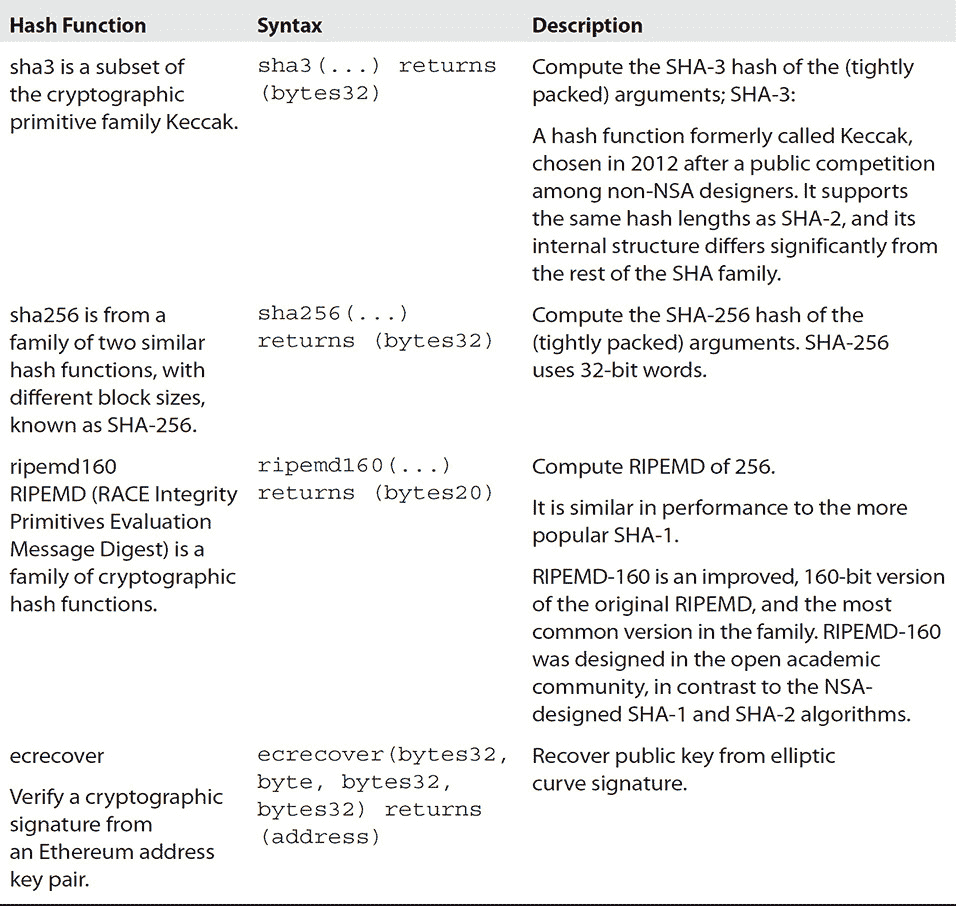 Hash Function
Syntax
Description
sha3 is a subset of
the cryptographic
primitive family Keccak.
sha3(...) returns
(bytes32)
Compute the SHA-3 hash of the (tightly
packed) arguments; SHA-3:
A hash function formerly called Keccak,
chosen in 2012 after a public competition
among non-NSA designers. It supports
the same hash lengths as SHA-2, and its
internal structure differs significantly from
the rest of the SHA family.
sha256 is from a
family of two similar
hash functions, with
different block sizes,
known as SHA-256.
sha256(...)
returns (bytes32)
Compute the SHA-256 hash of the
(tightly packed) arguments. SHA-256
uses 32-bit words.
ripemd160
RIPEMD (RACE Integrity
Primitives Evaluation
Message Digest) is a
family of cryptographic
hash functions.
ripemd160(...)
returns (bytes20)
Compute RIPEMD of 256.
It is similar in performance to the more
popular SHA-1.
RIPEMD-160 is an improved, 160-bit version
of the original RIPEMD, and the most
common version in the family. RIPEMD-160
was designed in the open academic
community, in contrast to the NSA-
designed SHA-1 and SHA-2 algorithms.
ecrecover
Verify a cryptographic
signature from
an Ethereum address
key pair.
ecrecover(bytes32,
byte, bytes32,
bytes32) returns
(address)
Recover public key from elliptic
curve signature.